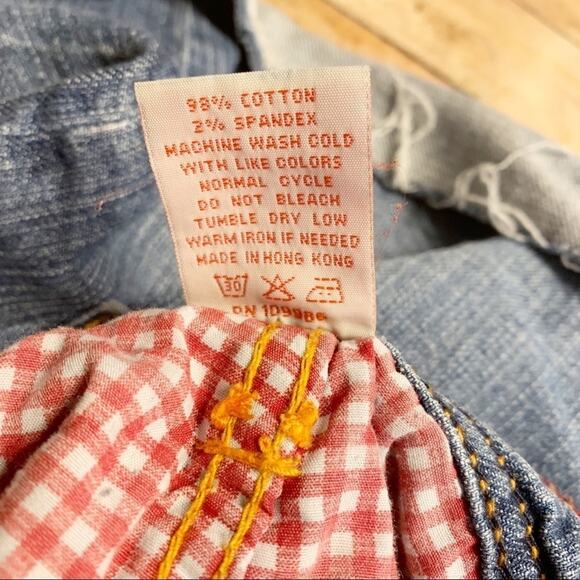 98% COTTON
2% SPANDEX
MACHINE WASH COLD
WITH LIKE COLORS
NORMAL CYCLE
DO NOT BLEACH
TUMBLE DRY LOW
WARM IRON IF NEEDED
MADE IN HONG KONG
30
RN 109986